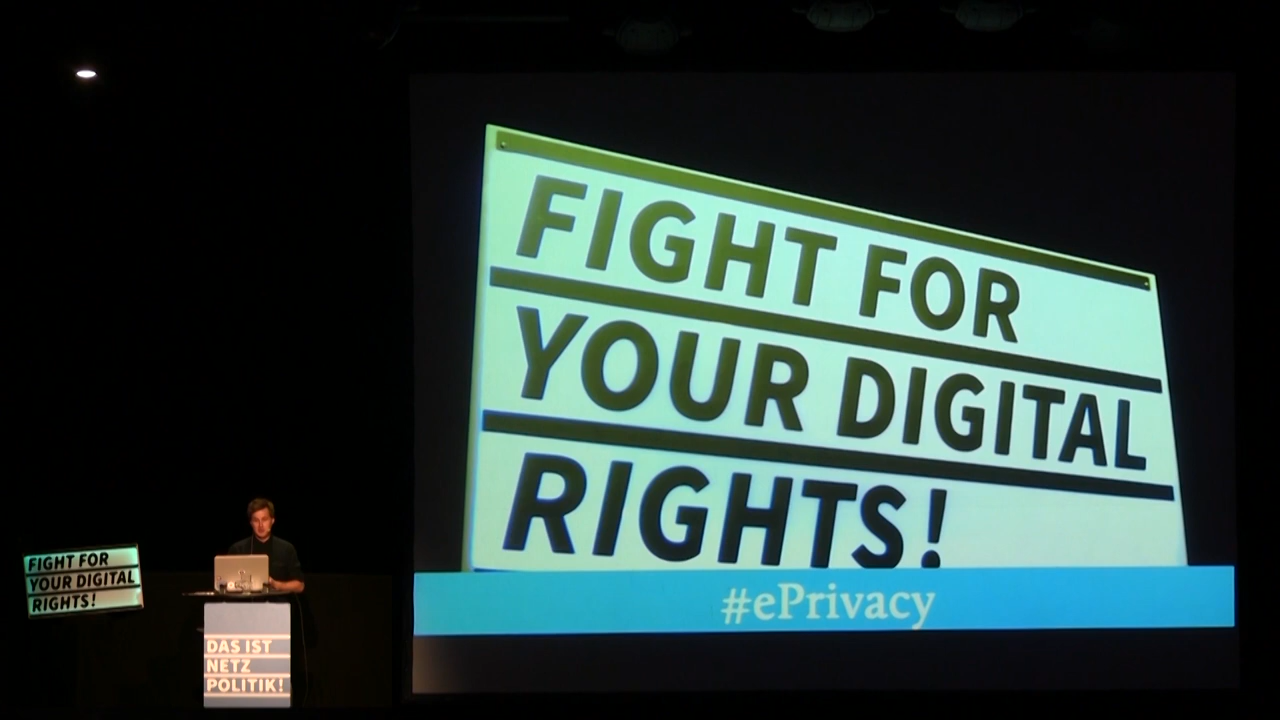 FIGHT FOR
YOUR DIGITAL
RIGHTS!
#ePrivacy
FIGHT FOR
YOUR DIGITAL
RIGHTS!
DAS IST
NETZ
POLITIK!